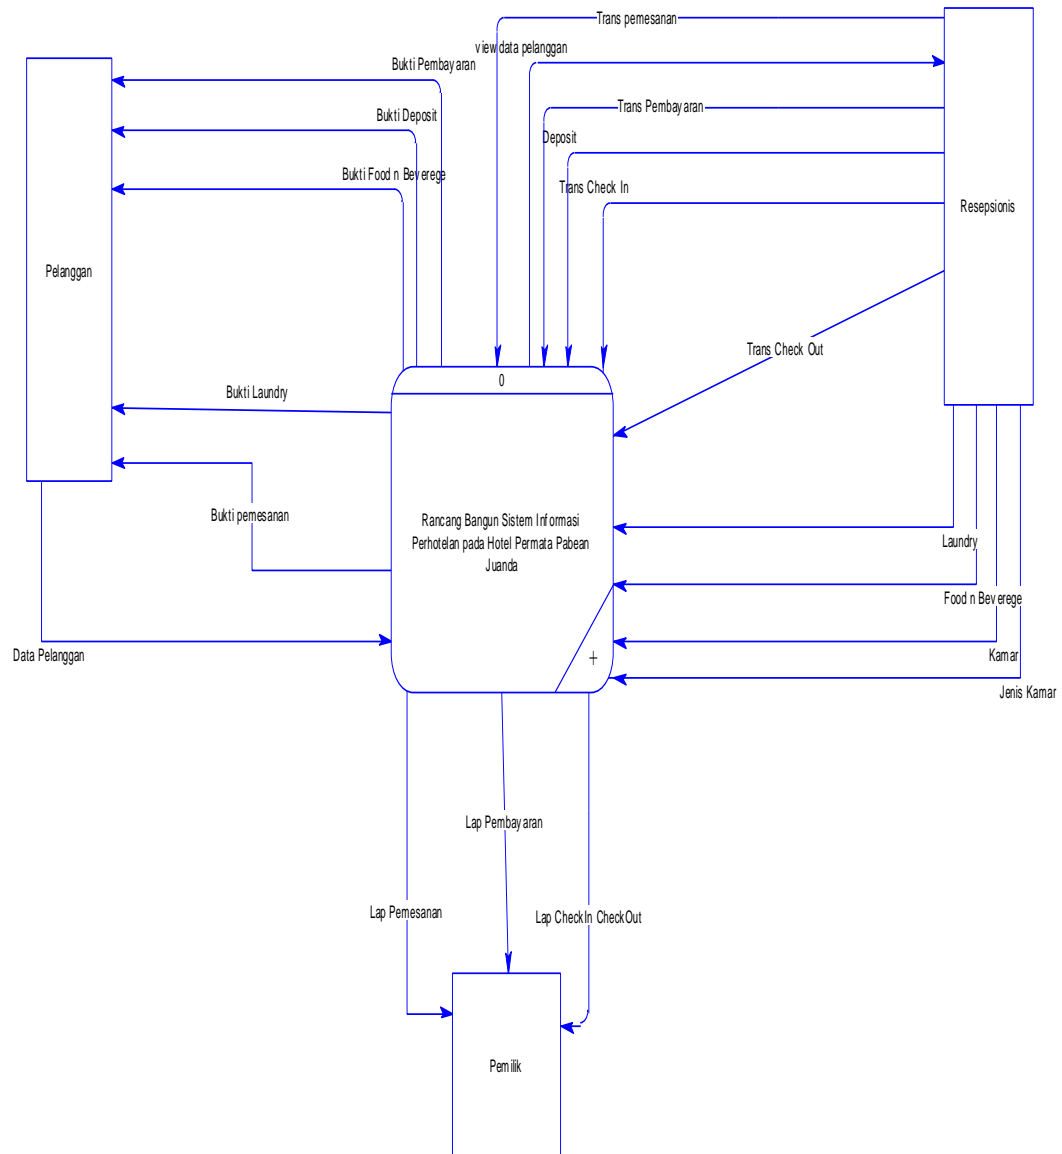 Trans pemesanan
view data pelanggan
Bukti Pembayaran
Trans Pembayaran
Bukti Deposit
Deposit
Bukti Food n Beverege
Trans Check In
Resepsionis
Pelanggan
Trans Check Out
0
Bukti Laundry
Bukti pemesanan
Rancang Bangun Sistem Informasi
Perhotelan pada Hotel Permata Pabean
Juanda
Laundry
Food n Beverege
Data Pelanggan
Kamar
+
Jenis Kamar
Lap Pembayaran
Lap Pemesanan
Lap CheckIn CheckOut
Pemilik